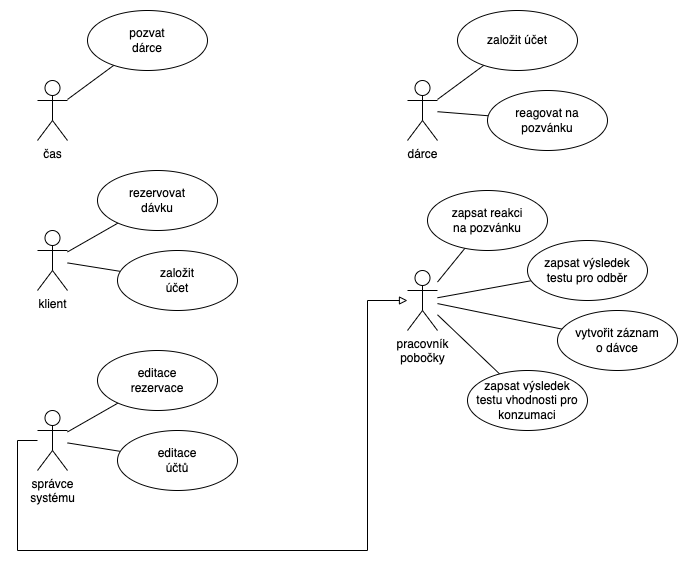 pozvat
dárce
čas
založit účet
reagovat na
pozvánku
dárce
rezervovat
dávku
založit
účet
klient
zapsat reakci
na pozvánku
zapsat výsledek
testu pro odběr
vytvořit záznam
o dávce
zapsat výsledek
testu vhodnosti pro
konzumaci
pracovník
pobočky
editace
rezervace
editace
účtů
správce
systému